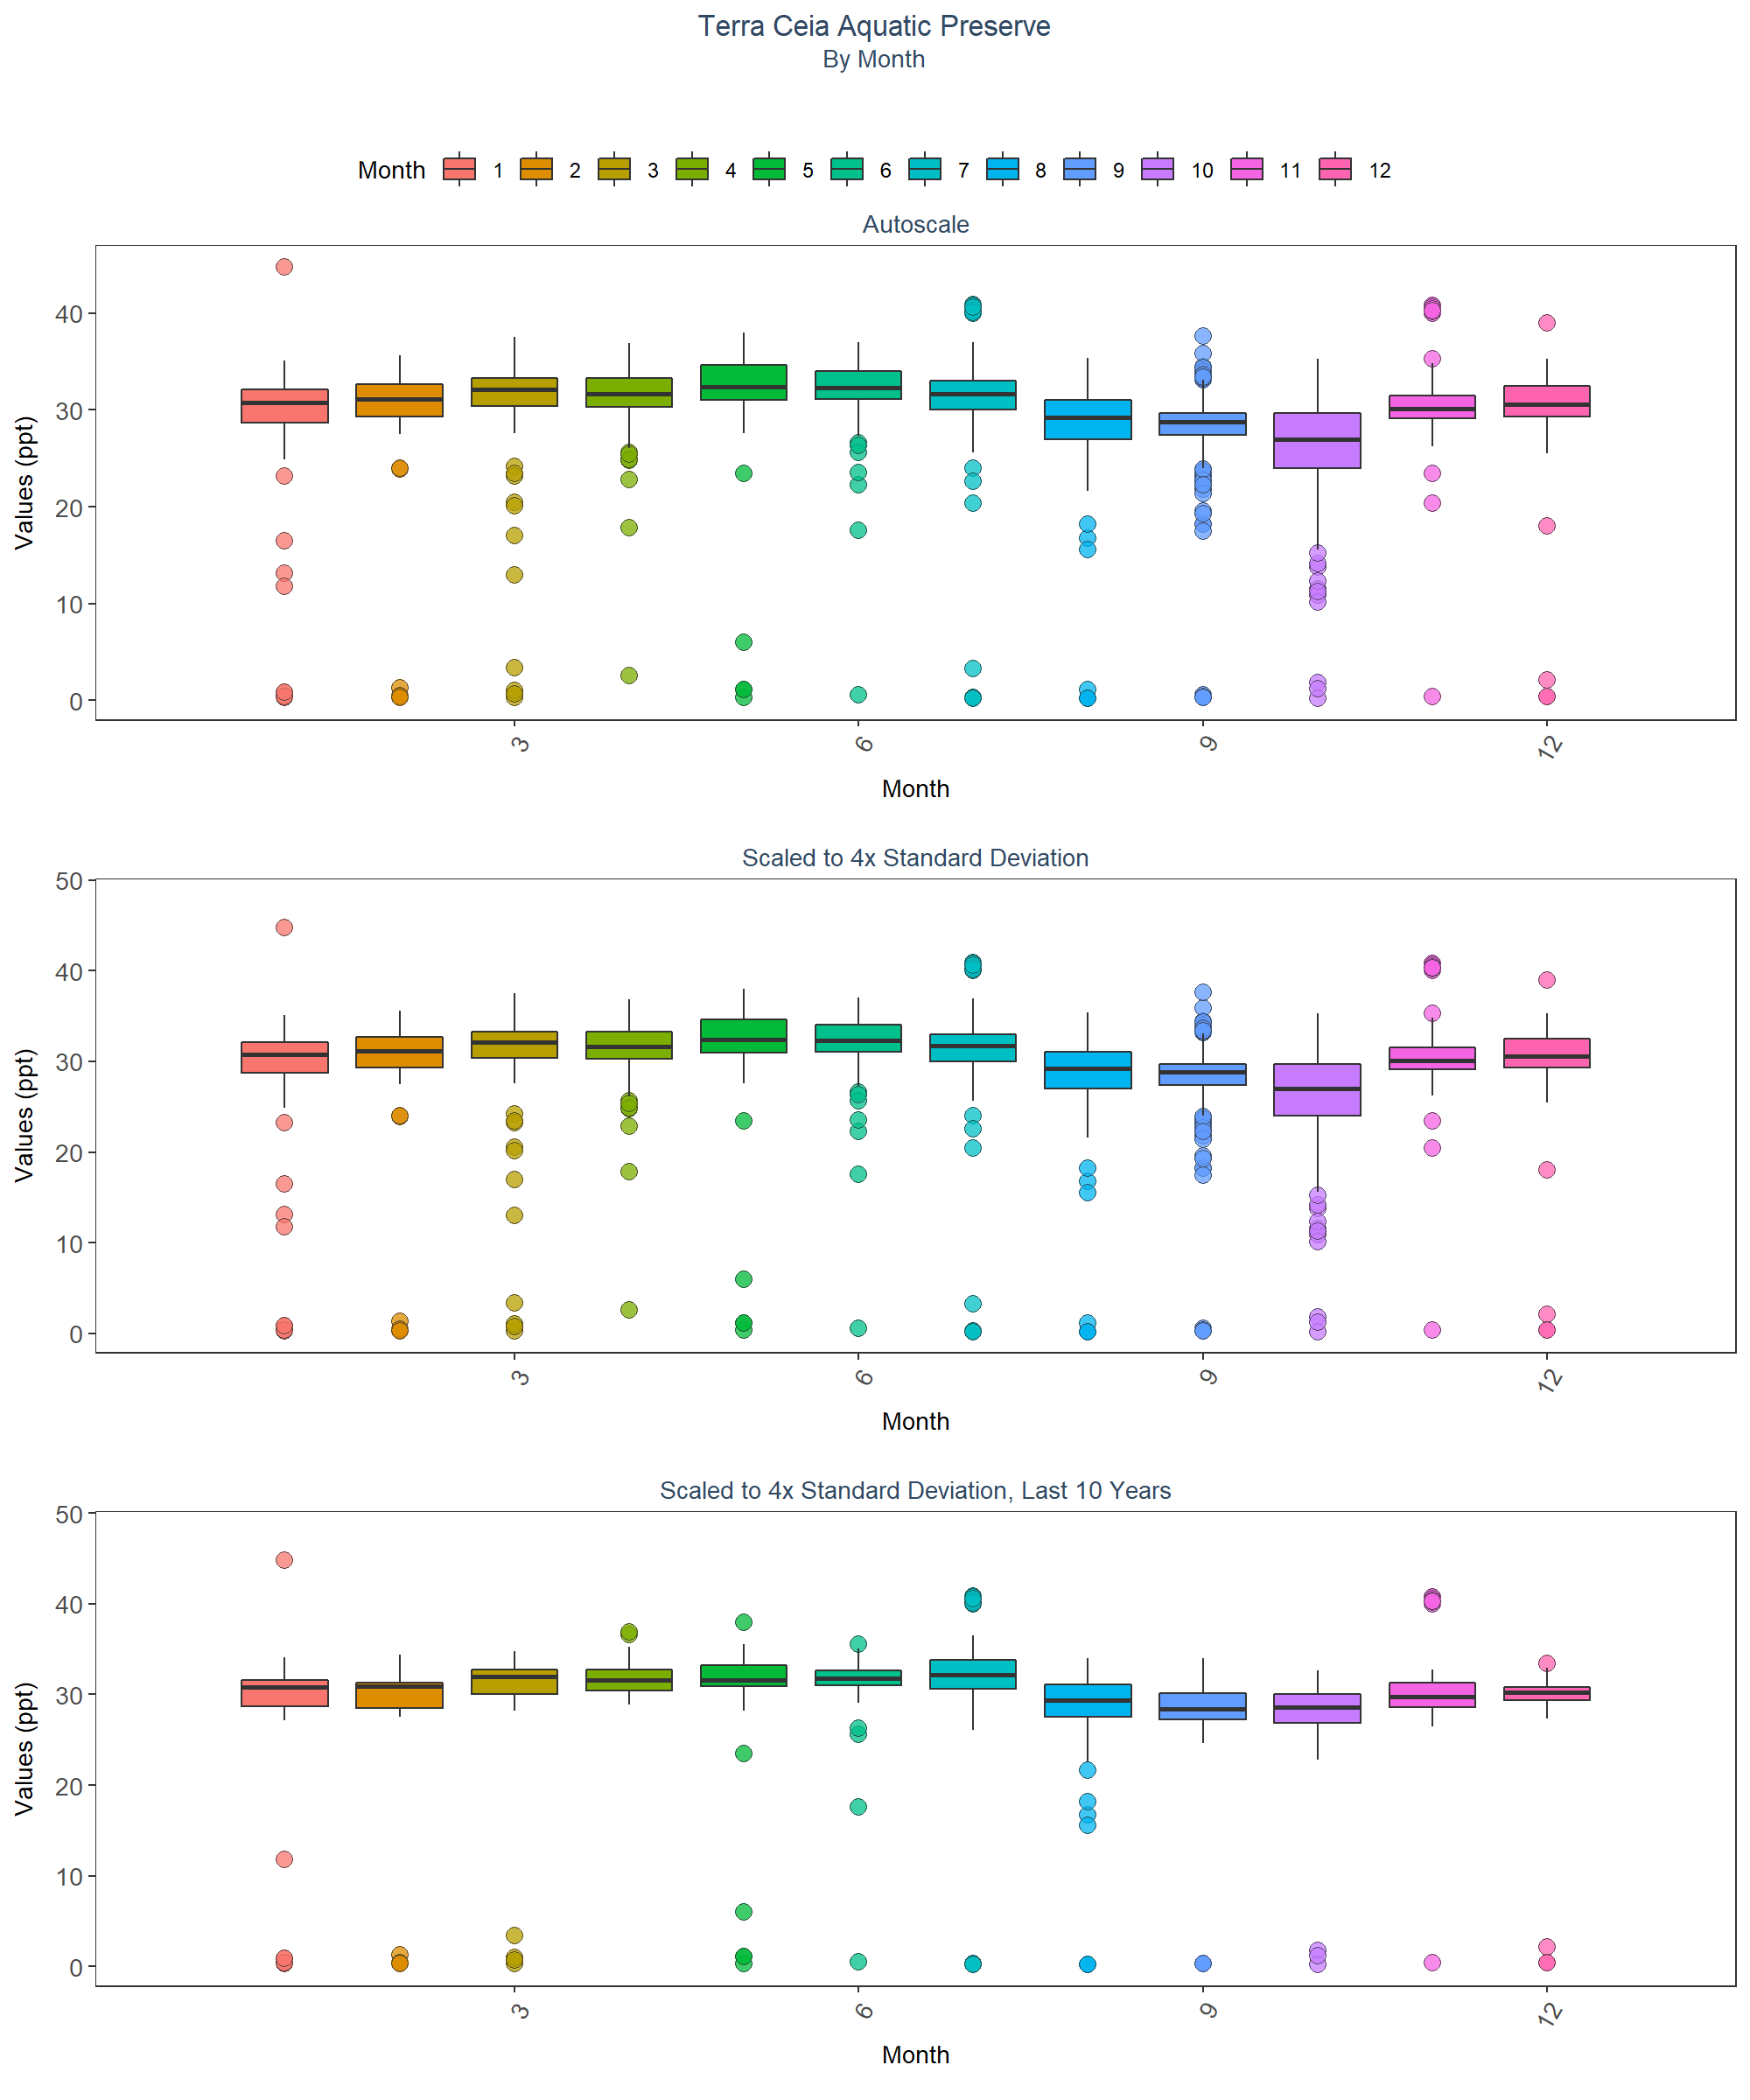 Terra Ceia Aquatic Preserve
By Month
Month 1 2 3 4 5 6 7 8 9 10 11 12
Autoscale
Values (ppt)
40
30
20
10
0
3 6 9 12
Month
Scaled to 4x Standard Deviation
Values (ppt)
50
40
30
20
10
0
3 6 9 12
Month
Scaled to 4x Standard Deviation, Last 10 Years
Values (ppt)
50
40
30
20
10
0
3 6 9 12
Month